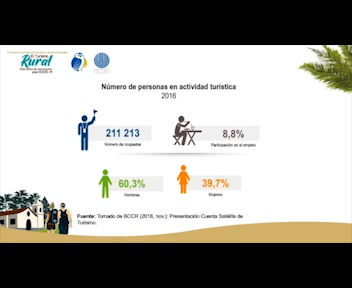 El Turismo
Rural
Número de personas en actividad turística
2016
211 213
Número de ocupados
8,8%
Participación en el empleo
60,3%
Hombres
39,7%
Mujeres
Fuente: Tomado de BCCR (2018, nov.): Presentación Cuenta Satélite de
Turismo.